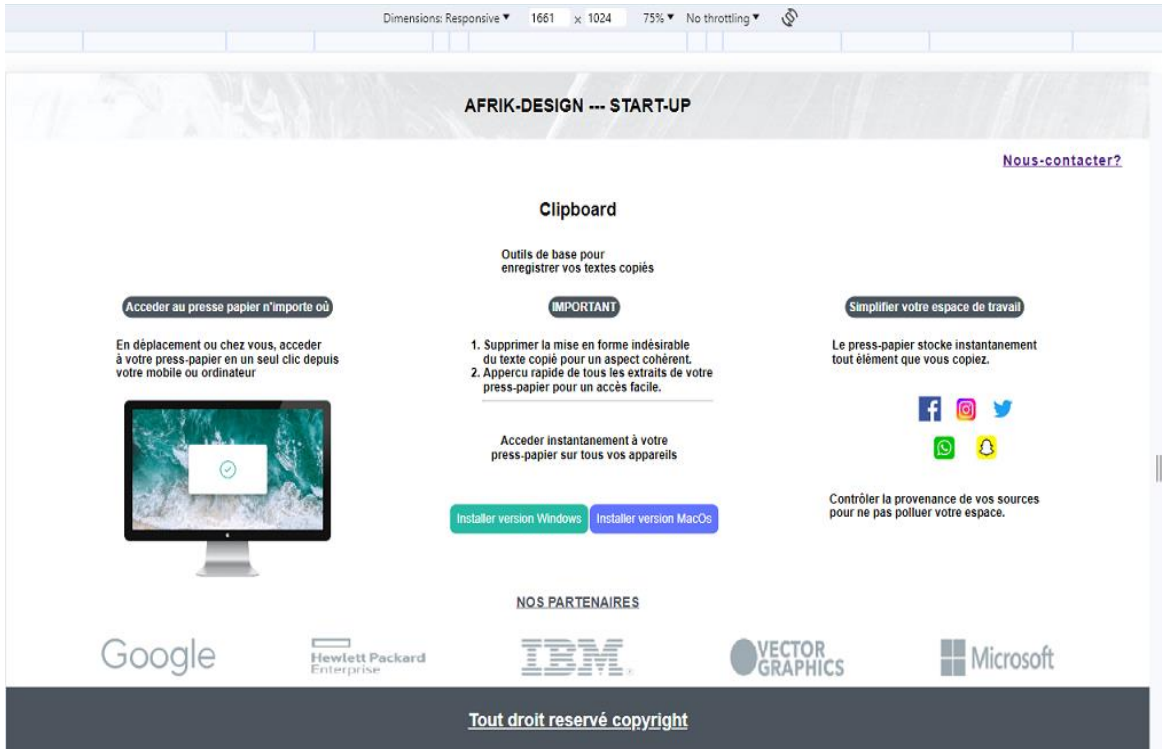 Dimensions: Responsive ▼ 1661 x 1024 75% ▼ No throttling ▼
AFRIK-DESIGN --- START-UP
Nous-contacter?
Clipboard
Outils de base pour
enregistrer vos textes copiés
Acceder au presse papier n'importe où
En déplacement ou chez vous, acceder
à votre press-papier en un seul clic depuis
votre mobile ou ordinateur
IMPORTANT
1. Supprimer la mise en forme indésirable
du texte copié pour un aspect cohérent.
2. Appercu rapide de tous les extraits de votre
press-papier pour un accès facile.
Acceder instantanement à votre
press-papier sur tous vos appareils
Installer version Windows Installer version MacOs
Simplifier votre espace de travail
Le press-papier stocke instantanement
tout élément que vous copiez.
Contrôler la provenance de vos sources
pour ne pas polluer votre espace.
NOS PARTENAIRES
Google
Hewlett Packard
Enterprise
IBM®
VECTOR
GRAPHICS
Microsoft
Tout droit reservé copyright